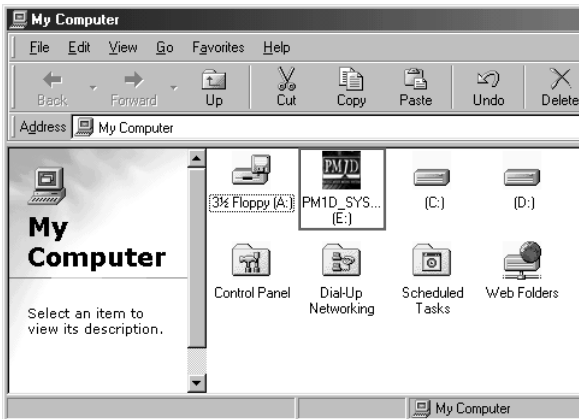 My Computer
File Edit View Go Favorites Help
Back Forward Up Cut Copy Paste Undo Delete
Address My Computer
My
Computer
Select an item to
view its description.
PM1D
3½ Floppy (A:) PM1D_SYS... (C:) (D:)
(E:)
Control Panel Dial-Up Scheduled Web Folders
Networking Tasks
My Computer